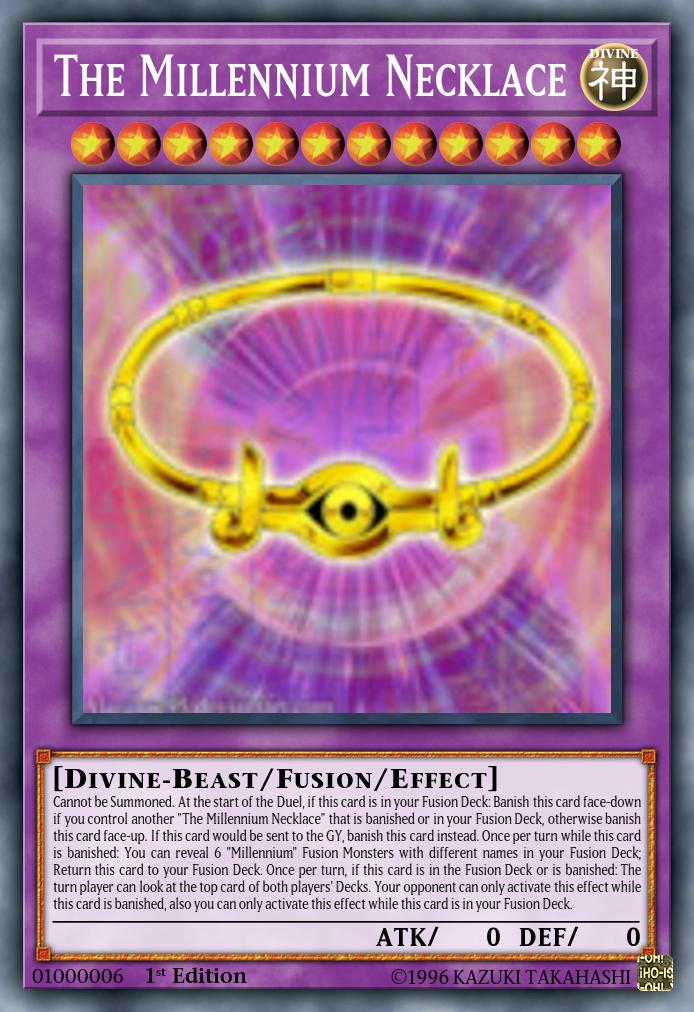 The Millennium Necklace
DIVINE
神
[Divine-Beast/Fusion/Effect]
Cannot be Summoned. At the start of the Duel, if this card is in your Fusion Deck: Banish this card face-down
if you control another "The Millennium Necklace" that is banished or in your Fusion Deck, otherwise banish
this card face-up. If this card would be sent to the GY, banish this card instead. Once per turn while this card
is banished: You can reveal 6 "Millennium" Fusion Monsters with different names in your Fusion Deck;
Return this card to your Fusion Deck. Once per turn, if this card is in the Fusion Deck or is banished: The
turn player can look at the top card of both players' Decks. Your opponent can only activate this effect while
this card is banished, also you can only activate this effect while this card is in your Fusion Deck.
ATK/ 0 DEF/ 0
01000006 1st Edition ©1996 KAZUKI TAKAHASHI